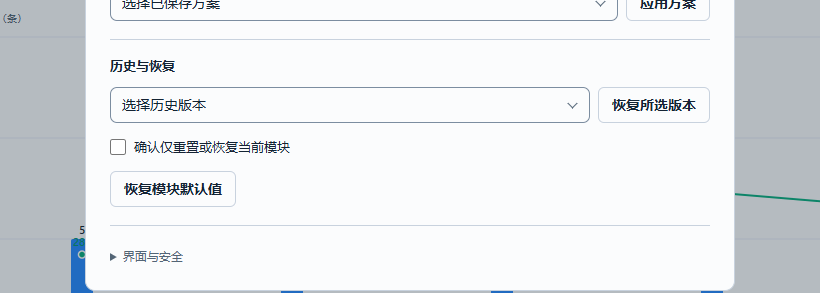 选择已保存方案
应用方案
（条）
历史与恢复
选择历史版本
恢复所选版本
确认仅重置或恢复当前模块
恢复模块默认值
5
界面与安全